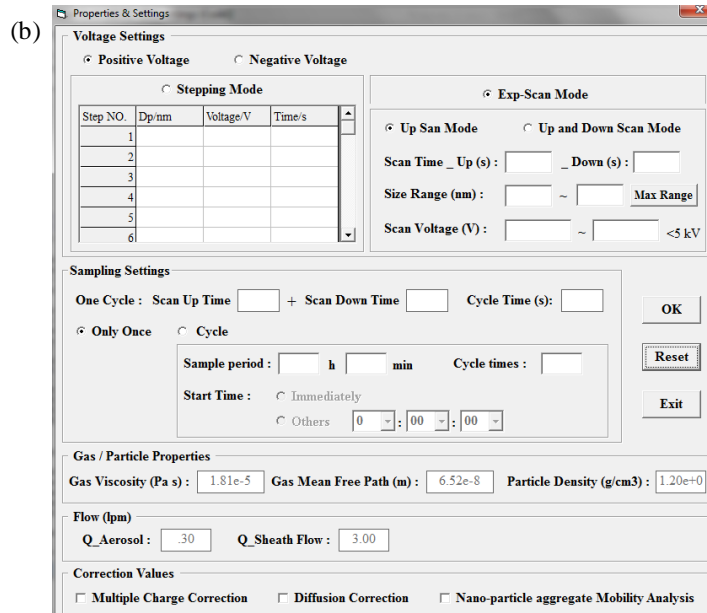 (b)
Properties & Settings
Voltage Settings
Positive Voltage Negative Voltage
Stepping Mode
Step NO. Dp/nm Voltage/V Time/s
1
2
3
4
5
6
Exp-Scan Mode
Up San Mode Up and Down Scan Mode
Scan Time _ Up (s) : _ Down (s) :
Size Range (nm) : ~ Max Range
Scan Voltage (V) : ~ <5 kV
Sampling Settings
One Cycle : Scan Up Time + Scan Down Time Cycle Time (s):
Only Once Cycle
Sample period : h min Cycle times :
Start Time : Immediately
Others 0 : 00 : 00
OK
Reset
Exit
Gas / Particle Properties
Gas Viscosity (Pa s) : 1.81e-5 Gas Mean Free Path (m) : 6.52e-8 Particle Density (g/cm3) : 1.20e+0
Flow (lpm)
Q_Aerosol : .30 Q_Sheath Flow : 3.00
Correction Values
Multiple Charge Correction Diffusion Correction Nano-particle aggregate Mobility Analysis